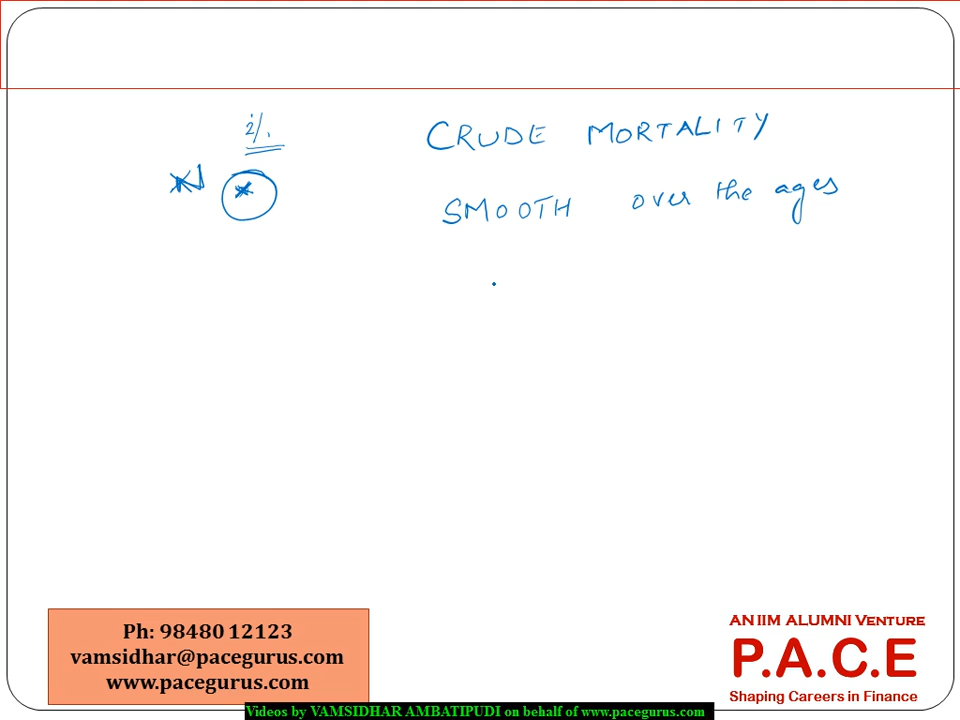 i%.
CRUDE MORTALITY
SMOOTH over the ages
Ph: 98480 12123
vamsidhar@pacegurus.com
www.pacegurus.com
AN IIM ALUMNI VENTURE
P.A.C.E
Shaping Careers in Finance
Videos by VAMSIDHAR AMBATIPUDI on behalf of www.pacegurus.com